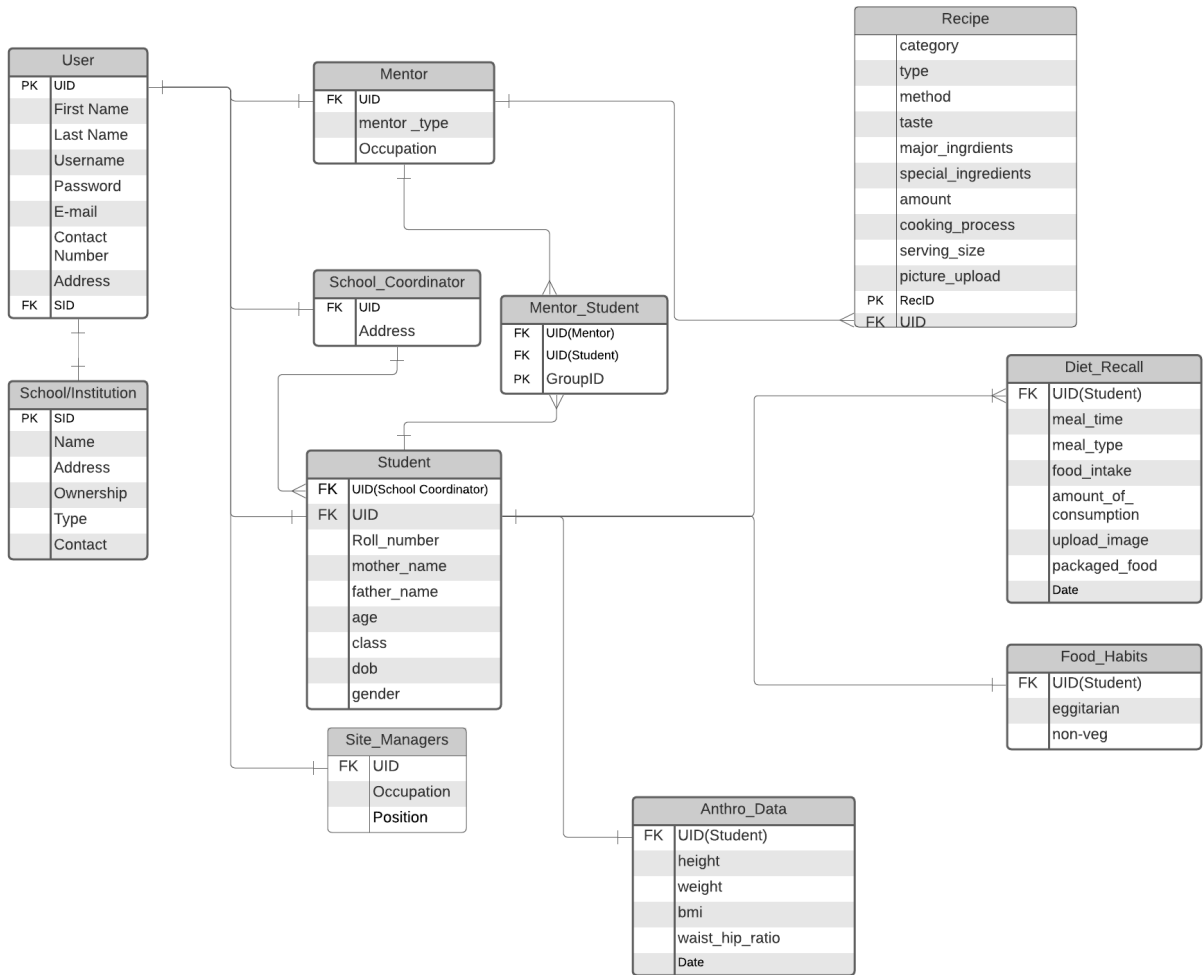 User
PK UID
First Name
Last Name
Username
Password
E-mail
Contact
Number
Address
FK SID
School/Institution
PK SID
Name
Address
Ownership
Type
Contact
Mentor
FK UID
mentor _type
Occupation
School_Coordinator
FK UID
Address
Mentor_Student
FK UID(Mentor)
FK UID(Student)
PK GroupID
Student
FK UID(School Coordinator)
FK UID
Roll_number
mother_name
father_name
age
class
dob
gender
Site_Managers
FK UID
Occupation
Position
Recipe
category
type
method
taste
major_ingrdients
special_ingredients
amount
cooking_process
serving_size
picture_upload
PK RecID
FK UID
Diet_Recall
FK UID(Student)
meal_time
meal_type
food_intake
amount_of_
consumption
upload_image
packaged_food
Date
Food_Habits
FK UID(Student)
eggitarian
non-veg
Anthro_Data
FK UID(Student)
height
weight
bmi
waist_hip_ratio
Date